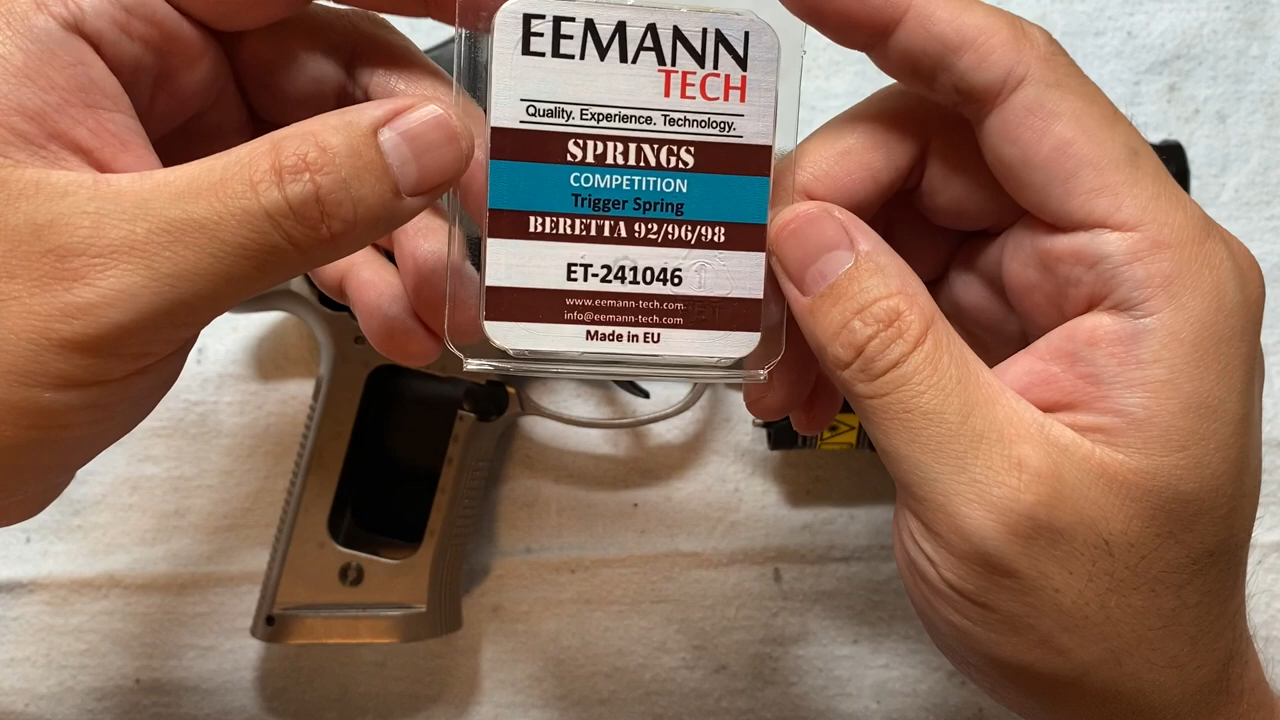 EEMANN
TECH
Quality. Experience. Technology.
SPRINGS
COMPETITION
Trigger Spring
BERETTA 92/96/98
ET-241046
www.eemann-tech.com
info@eemann-tech.com
Made in EU